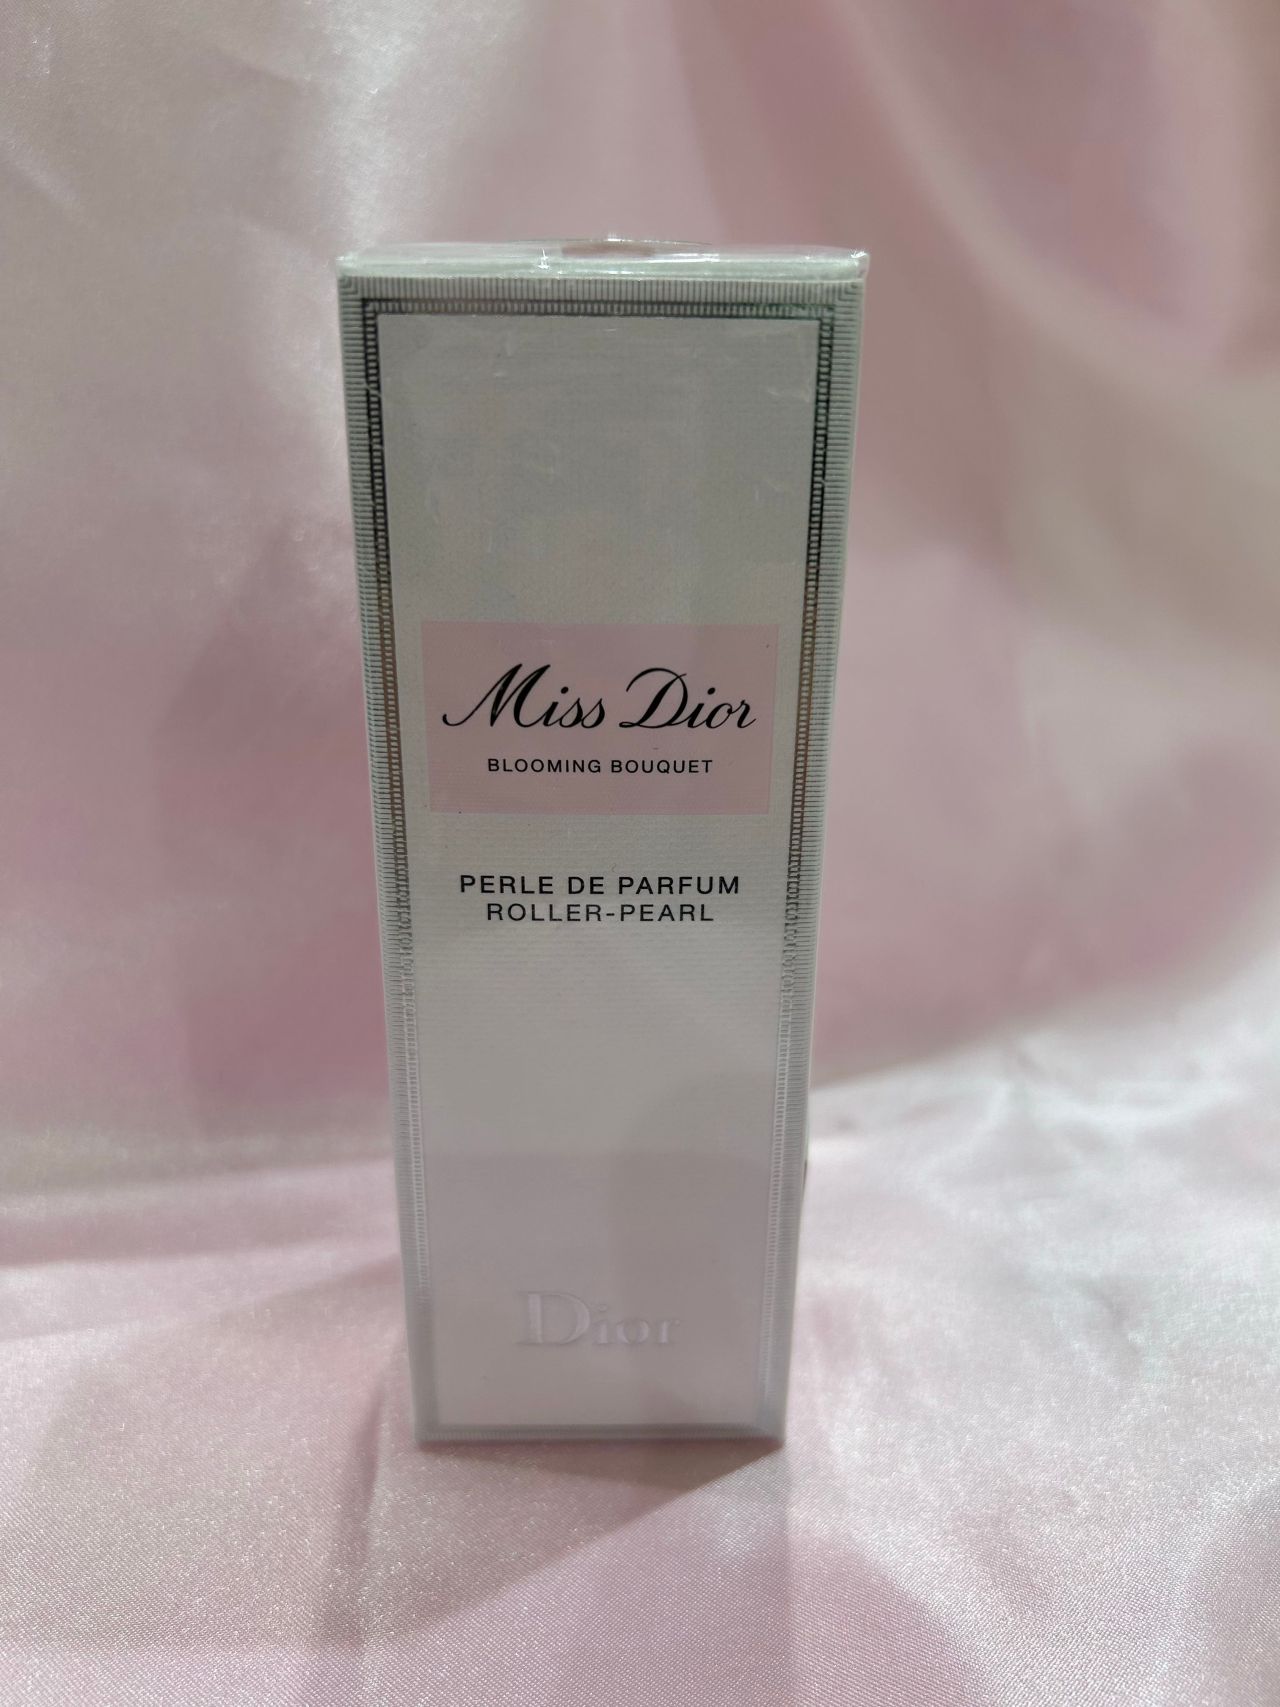 Miss Dior
BLOOMING BOUQUET
PERLE DE PARFUM
ROLLER-PEARL
Dior